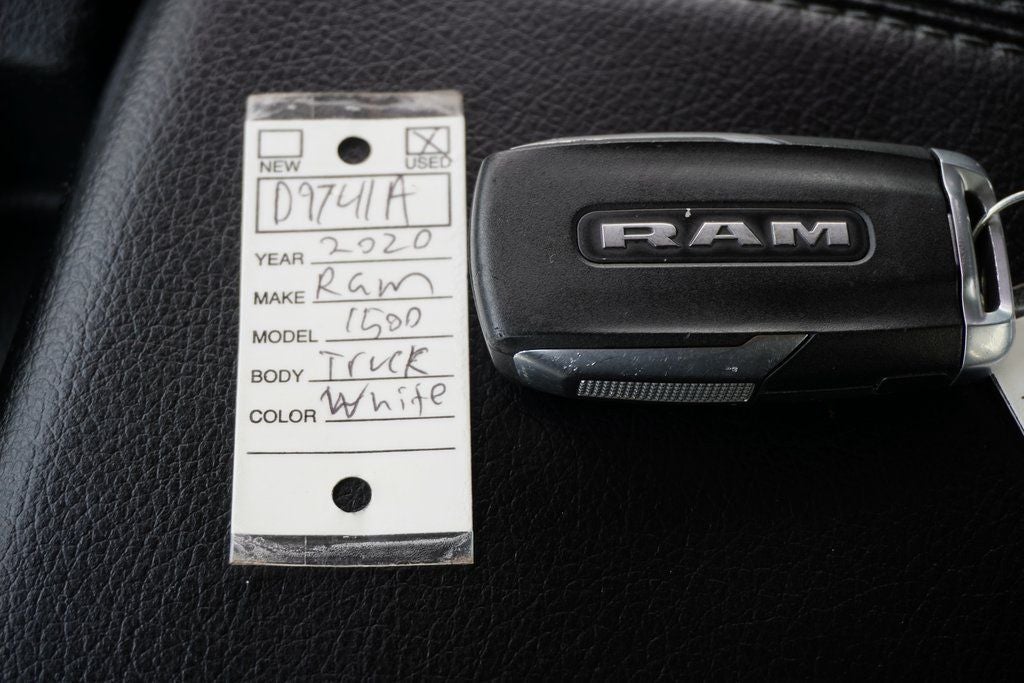 NEW USED
D9741A
YEAR 2020
MAKE Ram
MODEL 1500
BODY Truck
COLOR White
RAM